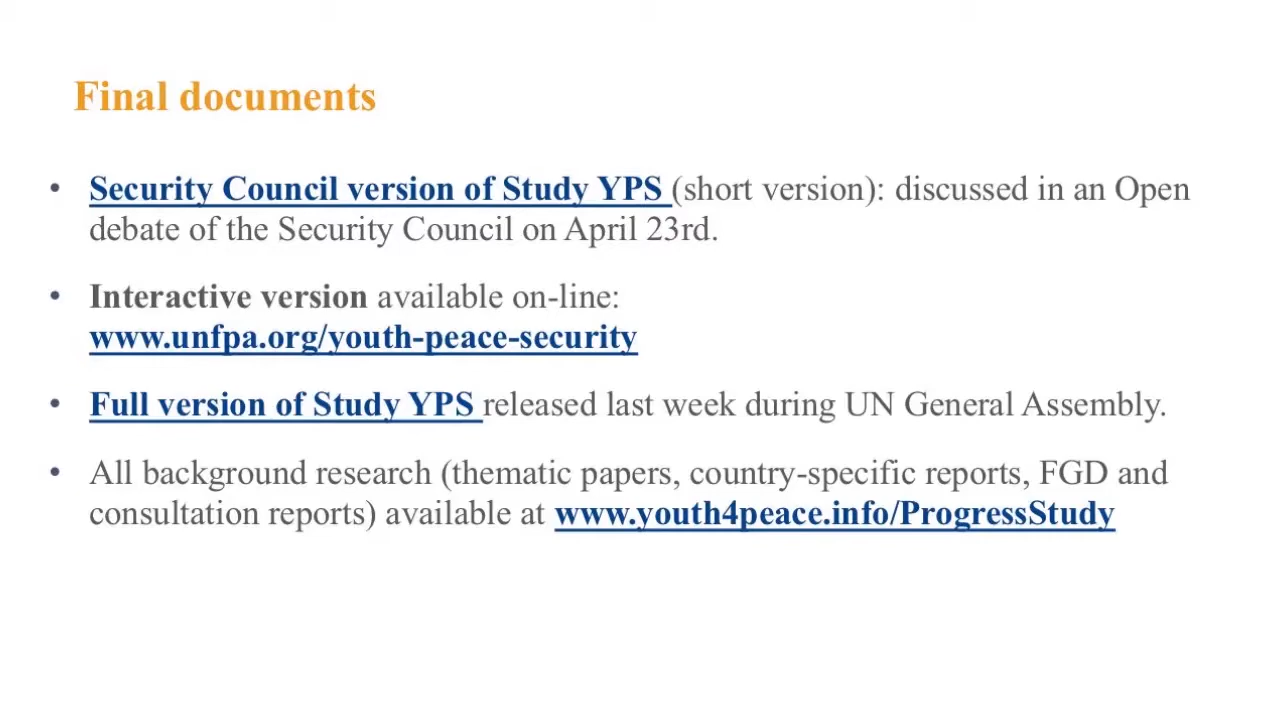 Final documents
• Security Council version of Study YPS (short version): discussed in an Open
debate of the Security Council on April 23rd.
• Interactive version available on-line:
www.unfpa.org/youth-peace-security
• Full version of Study YPS released last week during UN General Assembly.
• All background research (thematic papers, country-specific reports, FGD and
consultation reports) available at www.youth4peace.info/ProgressStudy